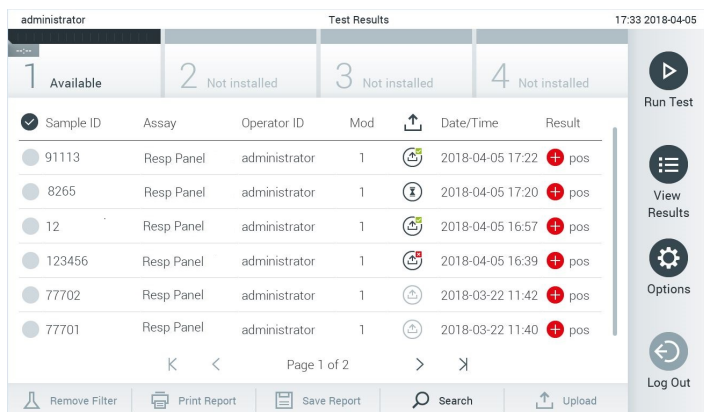 administrator Test Results 17:33 2018-04-05
--:--
1 Available 2 Not installed 3 Not installed 4 Not installed
Run Test
Sample ID Assay Operator ID Mod Date/Time Result
91113 Resp Panel administrator 1 2018-04-05 17:22 pos
8265 Resp Panel administrator 1 2018-04-05 17:20 pos
View
Results
12 Resp Panel administrator 1 2018-04-05 16:57 pos
123456 Resp Panel administrator 1 2018-04-05 16:39 pos
Options
77702 Resp Panel administrator 1 2018-03-22 11:42 pos
77701 Resp Panel administrator 1 2018-03-22 11:40 pos
Page 1 of 2
Log Out
Remove Filter Print Report Save Report Search Upload